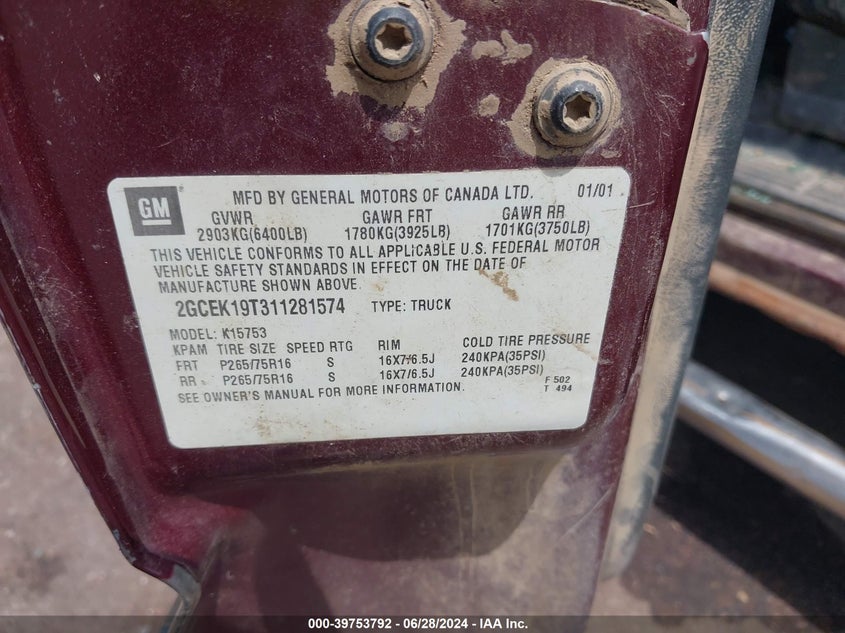 GM
MFD BY GENERAL MOTORS OF CANADA LTD. 01/01
GVWR GAWR FRT GAWR RR
2903KG(6400LB) 1780KG(3925LB) 1701KG(3750LB)
THIS VEHICLE CONFORMS TO ALL APPLICABLE U.S. FEDERAL MOTOR
VEHICLE SAFETY STANDARDS IN EFFECT ON THE DATE OF
MANUFACTURE SHOWN ABOVE.
2GCEK19T311281574 TYPE: TRUCK
MODEL: K15753
KPAM TIRE SIZE SPEED RTG RIM COLD TIRE PRESSURE
FRT P265/75R16 S 16X7/6.5J 240KPA(35PSI)
RR P265/75R16 S 16X7/6.5J 240KPA(35PSI)
SEE OWNER'S MANUAL FOR MORE INFORMATION.
F 502
T 494
000-39753792 - 06/28/2024 - IAA Inc.